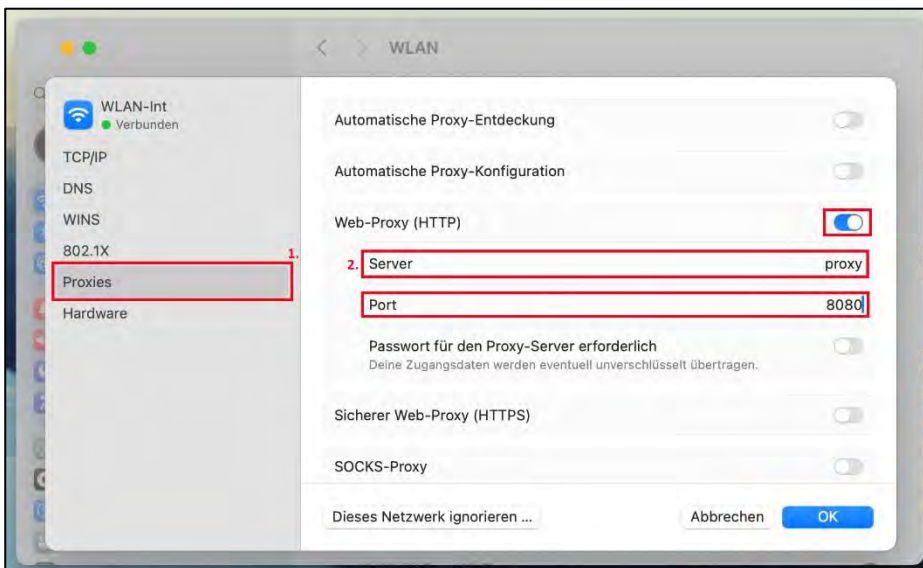 WLAN
WLAN-Int
Verbunden
TCP/IP
DNS
WINS
802.1X
1.
Proxies
Hardware
Automatische Proxy-Entdeckung
Automatische Proxy-Konfiguration
Web-Proxy (HTTP)
2. Server proxy
Port 8080
Passwort für den Proxy-Server erforderlich
Deine Zugangsdaten werden eventuell unverschlüsselt übertragen.
Sicherer Web-Proxy (HTTPS)
SOCKS-Proxy
Dieses Netzwerk ignorieren ... Abbrechen OK